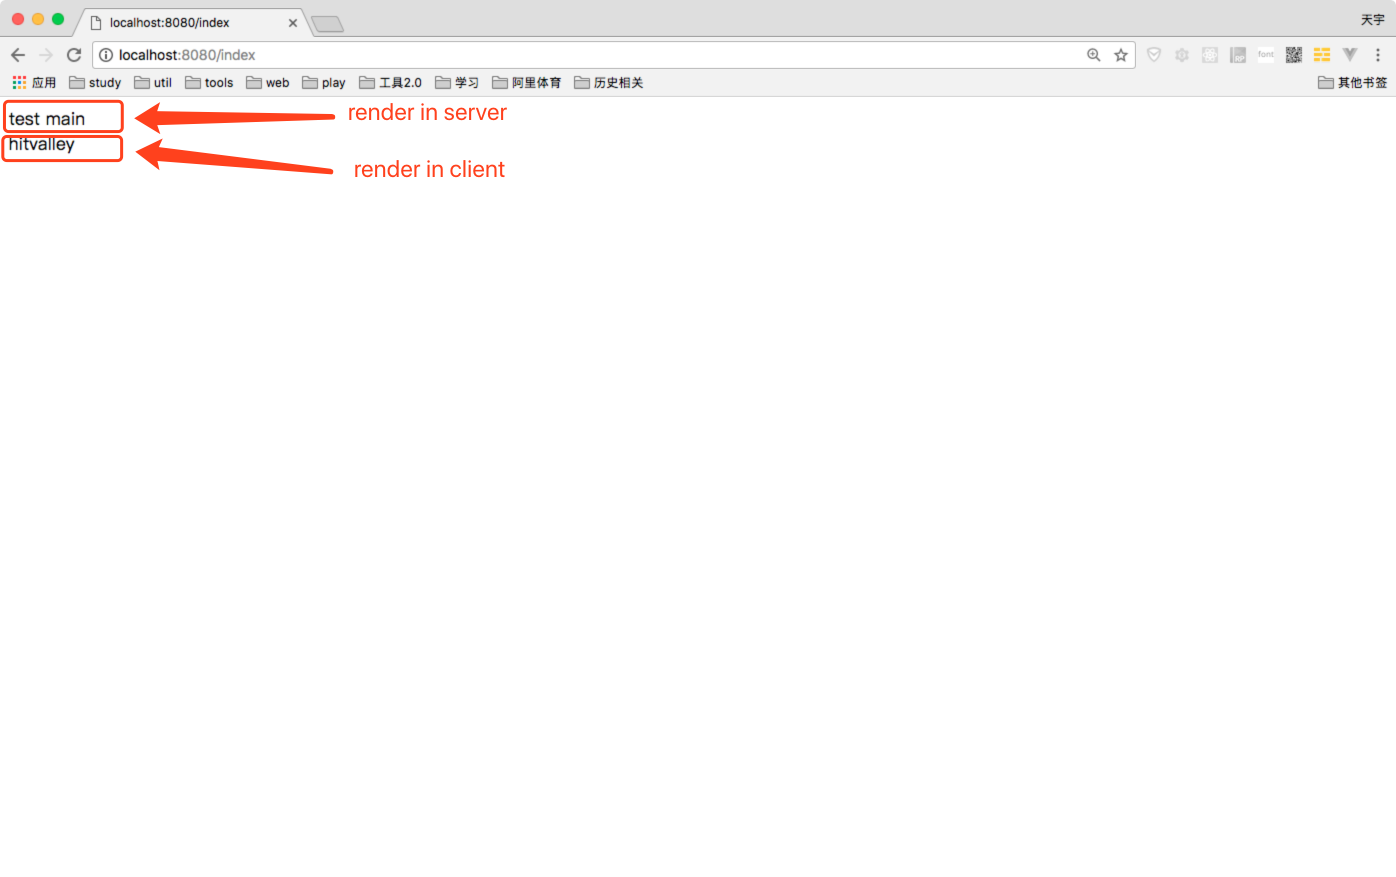 localhost:8080/index
天宇
localhost:8080/index
font
RP
应用 study util tools web play 工具2.0 学习 阿里体育 历史相关 其他书签
test main
render in server
hitvalley
render in client